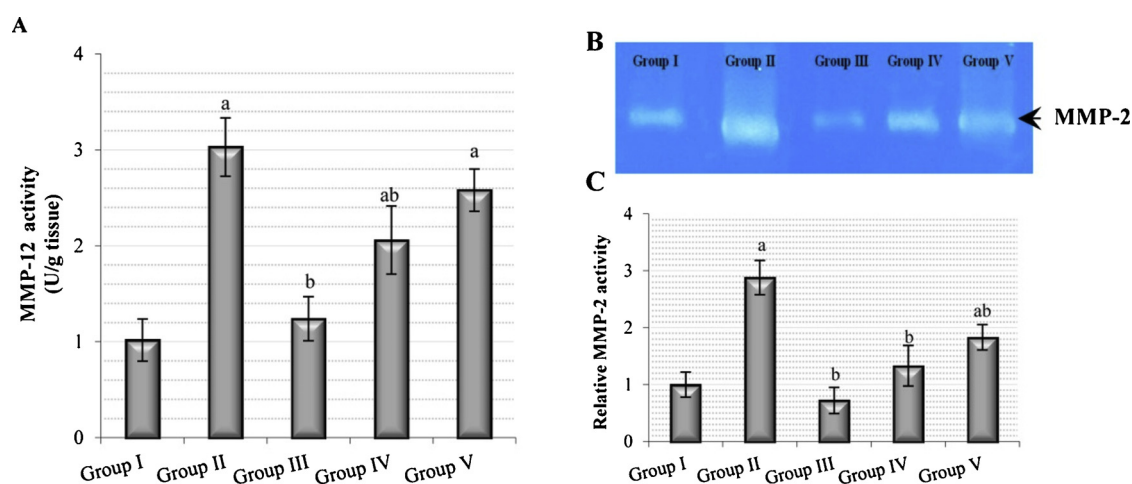 A
MMP-12 activity
(U/g tissue)
4
3
2
1
0
a
a
ab
b
Group I
Group II
Group III
Group IV
Group V
B
Group I Group II Group III Group IV Group V
MMP-2
C
Relative MMP-2 activity
4
3
2
1
0
a
ab
b
b
Group I
Group II
Group III
Group IV
Group V